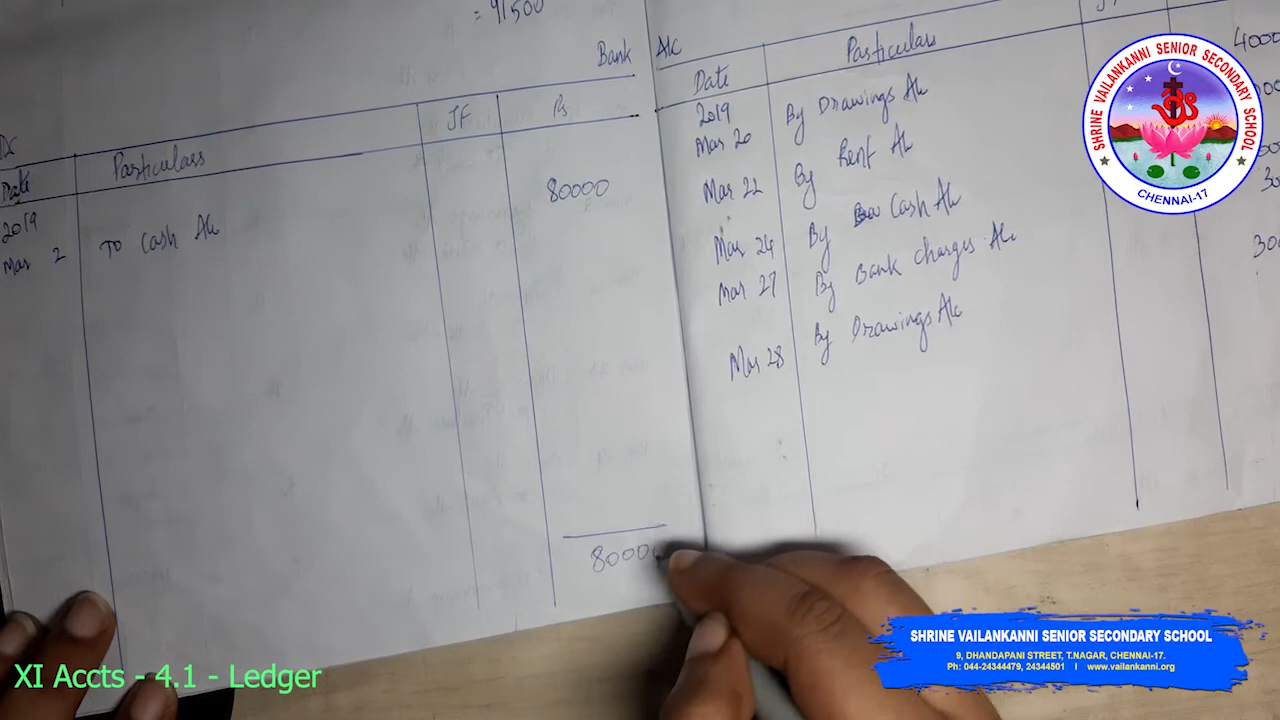 = 91500
Bank A/c
Dr
Date Particulars JF Rs
2019
Mar 2 To Cash A/c 80000
80000
Date Particulars JF
2019
Mar 20 By Drawings A/c 4000
Mar 22 By Rent A/c
Mar 24 By Cash A/c
Mar 27 By Bank charges A/c
Mar 28 By Drawings A/c
SHRINE VAILANKANNI SENIOR SECONDARY SCHOOL
CHENNAI-17
XI Accts - 4.1 - Ledger
SHRINE VAILANKANNI SENIOR SECONDARY SCHOOL
9, DHANDAPANI STREET, T.NAGAR, CHENNAI-17.
Ph: 044-24344479, 24344501 I www.vailankanni.org